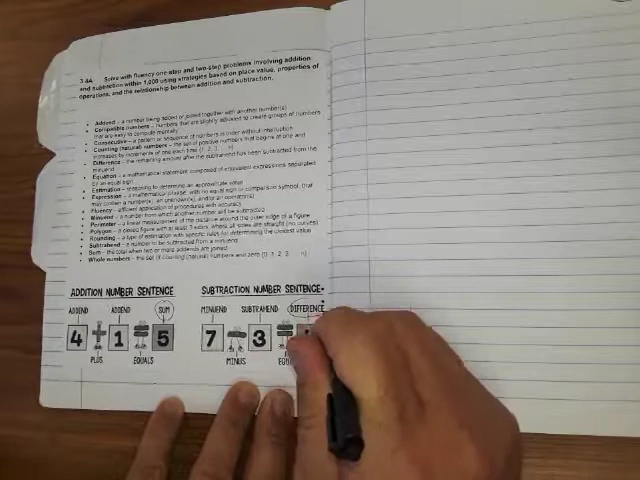 3.4A Solve with fluency one-step and two-step problems involving addition
and subtraction within 1,000 using strategies based on place value, properties of
operations, and the relationship between addition and subtraction.
• Addend – a number being added or joined together with another number(s)
• Compatible numbers – numbers that are slightly adjusted to create groups of numbers
that are easy to compute mentally
• Consecutive – a pattern or sequence of numbers in order without interruption
• Counting (natural) numbers – the set of positive numbers that begins at one and
increases by increments of one each time {1, 2, 3, ..., n}
• Difference – the remaining amount after the subtrahend has been subtracted from the
minuend
• Equation – a mathematical statement composed of equivalent expressions separated
by an equal sign
• Estimation – reasoning to determine an approximate value
• Expression – a mathematical phrase, with no equal sign or comparison symbol, that
may contain a number(s), an unknown(s), and/or an operator(s)
• Fluency – efficient application of procedures with accuracy
• Minuend – a number from which another number will be subtracted
• Perimeter – a linear measurement of the distance around the outer edge of a figure
• Polygon – a closed figure with at least 3 sides, where all sides are straight (no curves)
• Rounding – a type of estimation with specific rules for determining the closest value
• Subtrahend – a number to be subtracted from a minuend
• Sum – the total when two or more addends are joined
• Whole numbers – the set of counting (natural) numbers and zero {0, 1, 2, 3, ..., n}
ADDITION NUMBER SENTENCE
ADDEND ADDEND SUM
4 + 1 = 5
PLUS EQUALS
SUBTRACTION NUMBER SENTENCE
MINUEND SUBTRAHEND DIFFERENCE
7 - 3 =
MINUS